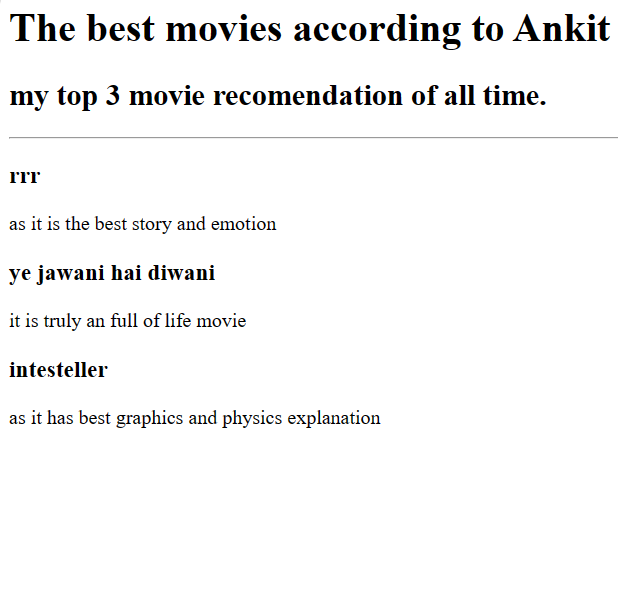 The best movies according to Ankit
my top 3 movie recomendation of all time.
rrr
as it is the best story and emotion
ye jawani hai diwani
it is truly an full of life movie
intesteller
as it has best graphics and physics explanation